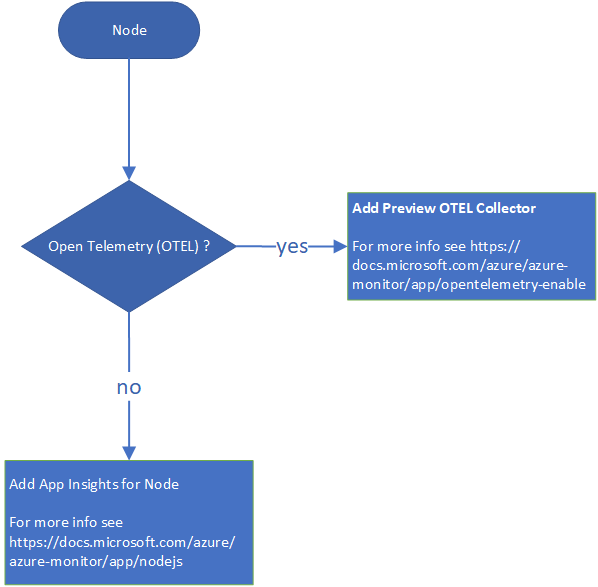 Node
Open Telemetry (OTEL) ?
yes
Add Preview OTEL Collector
For more info see https://
docs.microsoft.com/azure/azure-
monitor/app/opentelemetry-enable
no
Add App Insights for Node
For more info see
https://docs.microsoft.com/azure/
azure-monitor/app/nodejs